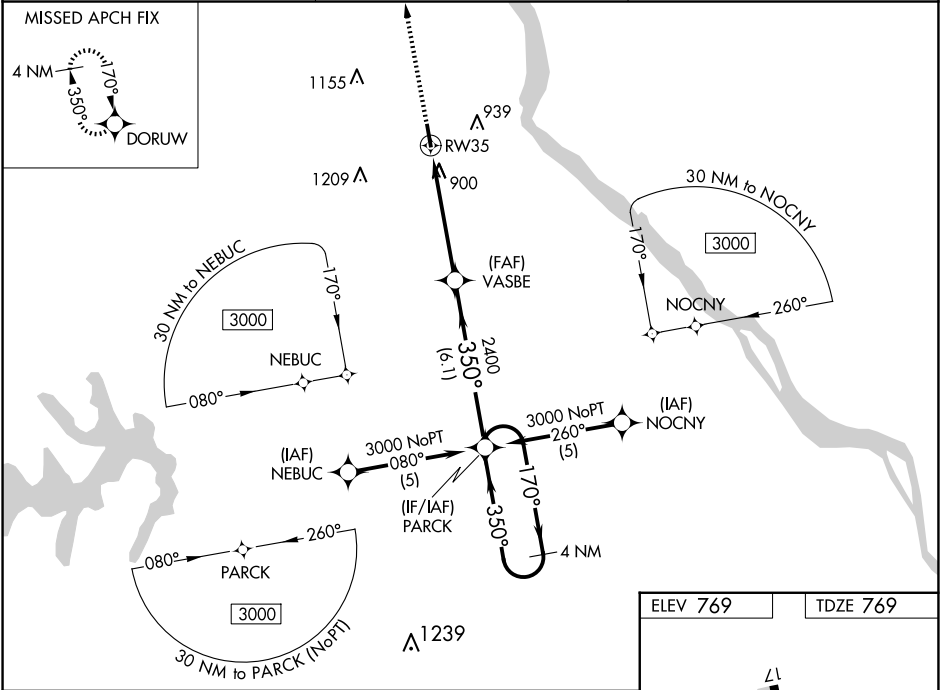 MISSED APCH FIX
4 NM
170°
350°
DORUW
1155
939
RW35
1209
900
30 NM to NOCNY
3000
170°
NOCNY
260°
30 NM to NEBUC
3000
170°
NEBUC
080°
(FAF)
VASBE
2400
350°
(6.1)
(IAF)
NOCNY
3000 NoPT
260°
(5)
(IAF)
NEBUC
3000 NoPT
080°
(5)
(IF/IAF)
PARCK
350°
170°
4 NM
080°
260°
PARCK
3000
30 NM to PARCK (NoPT)
1239
ELEV 769
TDZE 769
17